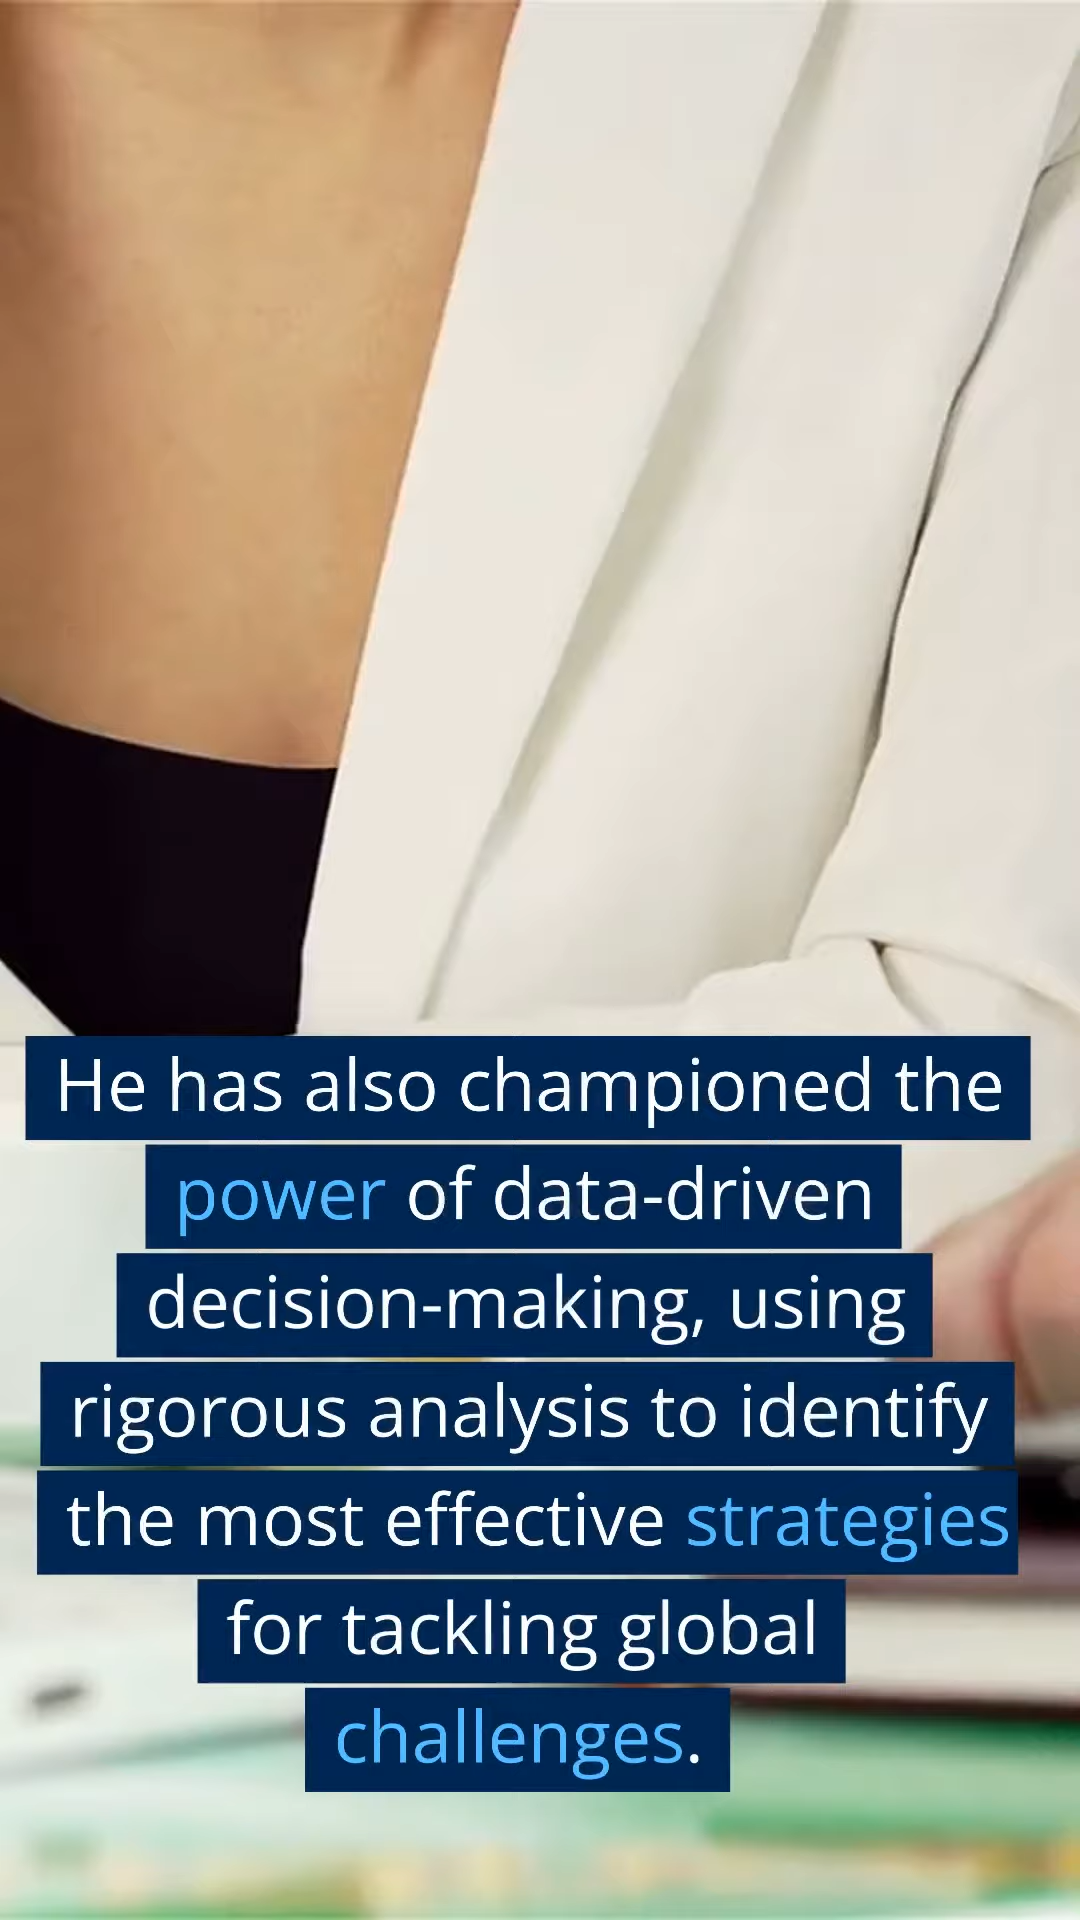 He has also championed the
power of data-driven
decision-making, using
rigorous analysis to identify
the most effective strategies
for tackling global
challenges.